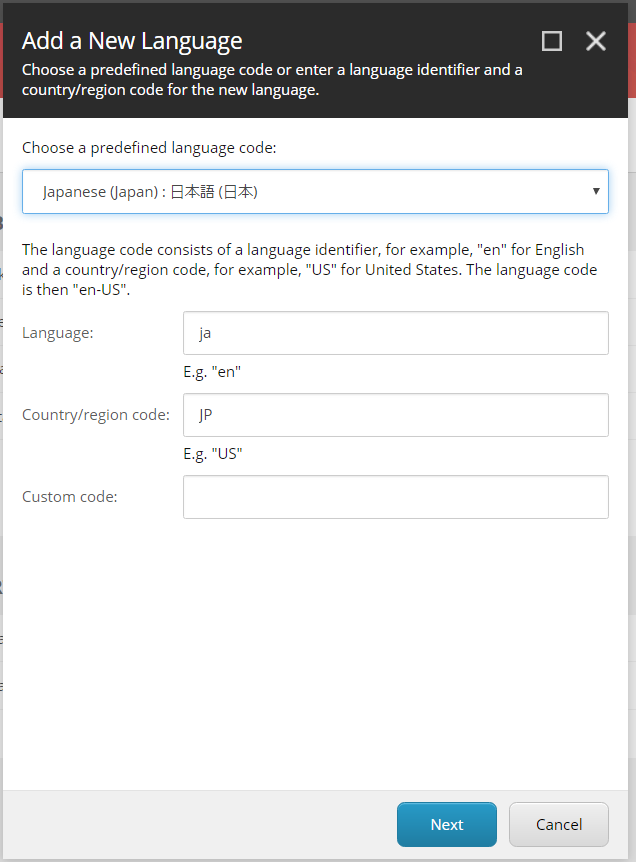 Add a New Language
Choose a predefined language code or enter a language identifier and a
country/region code for the new language.
Choose a predefined language code:
Japanese (Japan) : 日本語 (日本)
The language code consists of a language identifier, for example, "en" for English
and a country/region code, for example, "US" for United States. The language code
is then "en-US".
Language:
ja
E.g. "en"
Country/region code:
JP
E.g. "US"
Custom code:
Next
Cancel